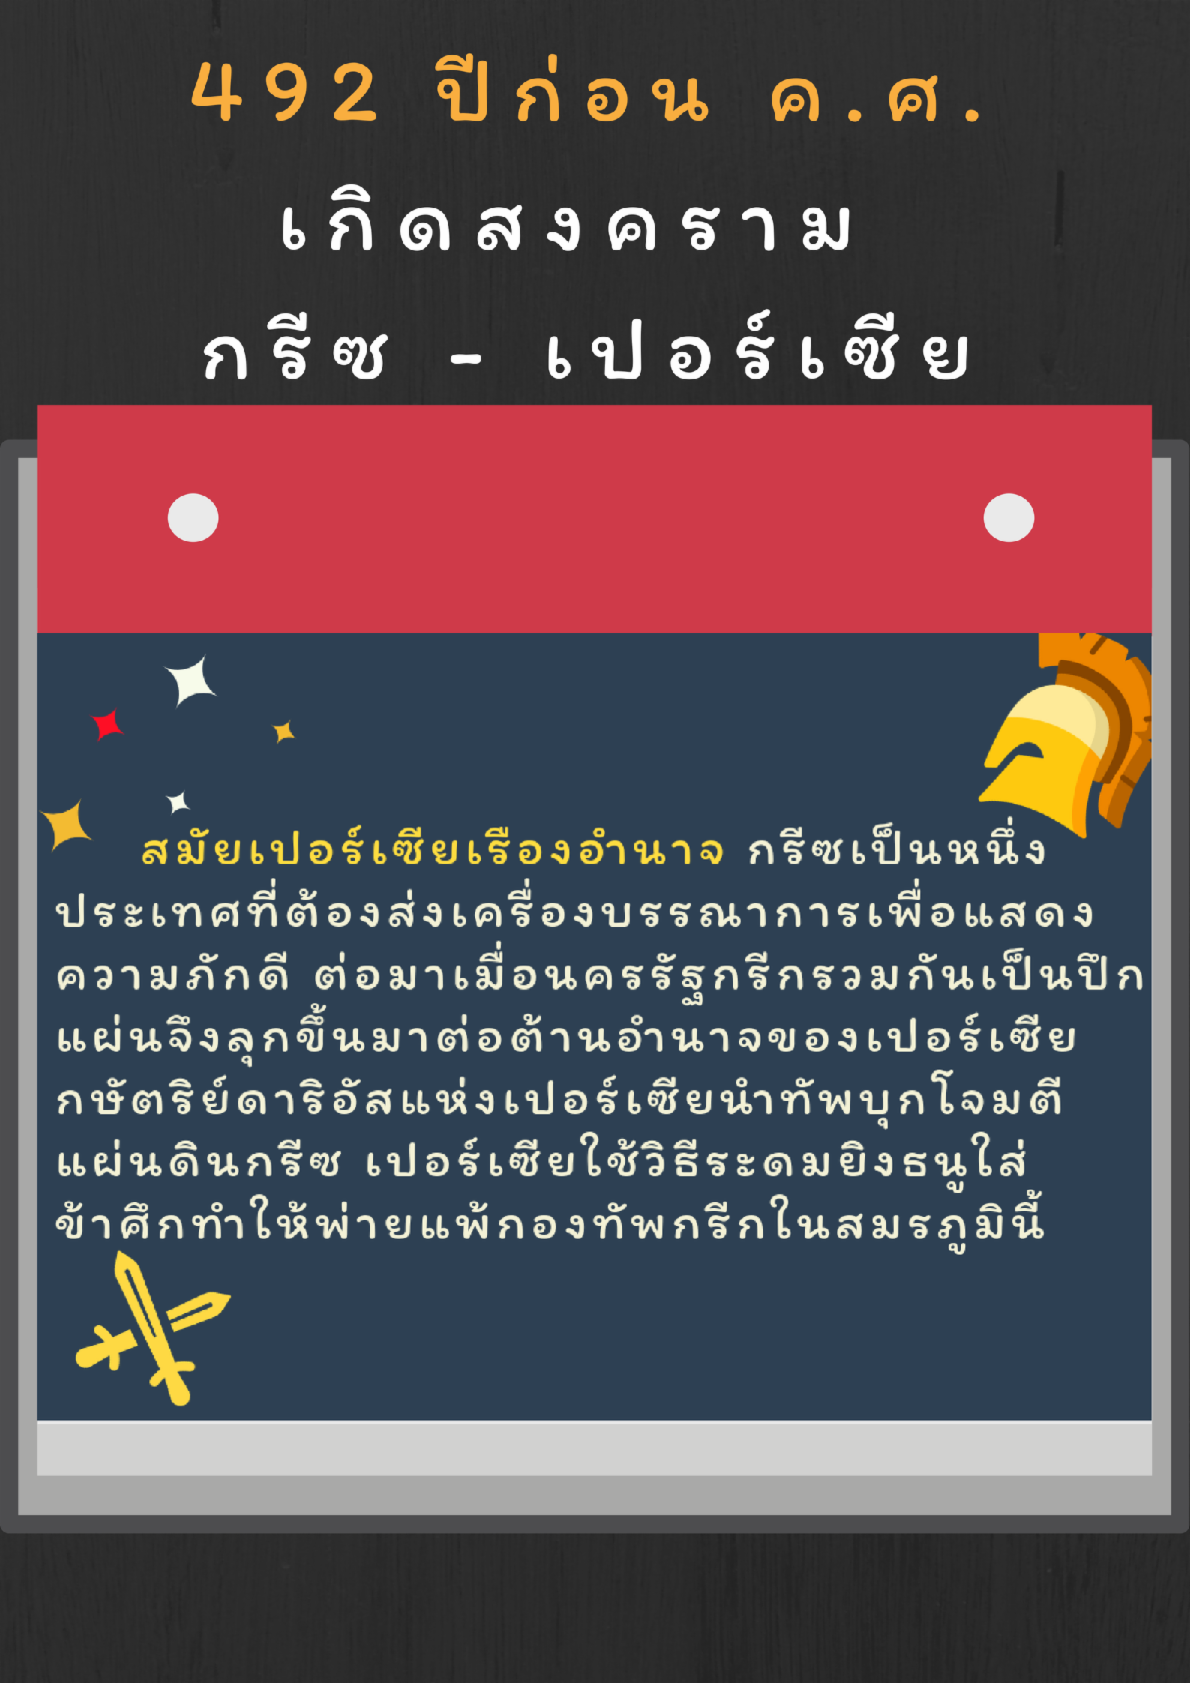 492 ปีก่อน ค.ศ.
เกิดสงคราม
กรีซ - เปอร์เซีย
สมัยเปอร์เซียเรืองอำนาจ กรีซเป็นหนึ่ง
ประเทศที่ต้องส่งเครื่องบรรณาการเพื่อแสดง
ความภักดี ต่อมาเมื่อนครรัฐกรีกรวมกันเป็นปึก
แผ่นจึงลุกขึ้นมาต่อต้านอำนาจของเปอร์เซีย
กษัตริย์ดาริอัสแห่งเปอร์เซียนำทัพบุกโจมตี
แผ่นดินกรีซ เปอร์เซียใช้วิธีระดมยิงธนูใส่
ข้าศึกทำให้พ่ายแพ้กองทัพกรีกในสมรภูมินี้